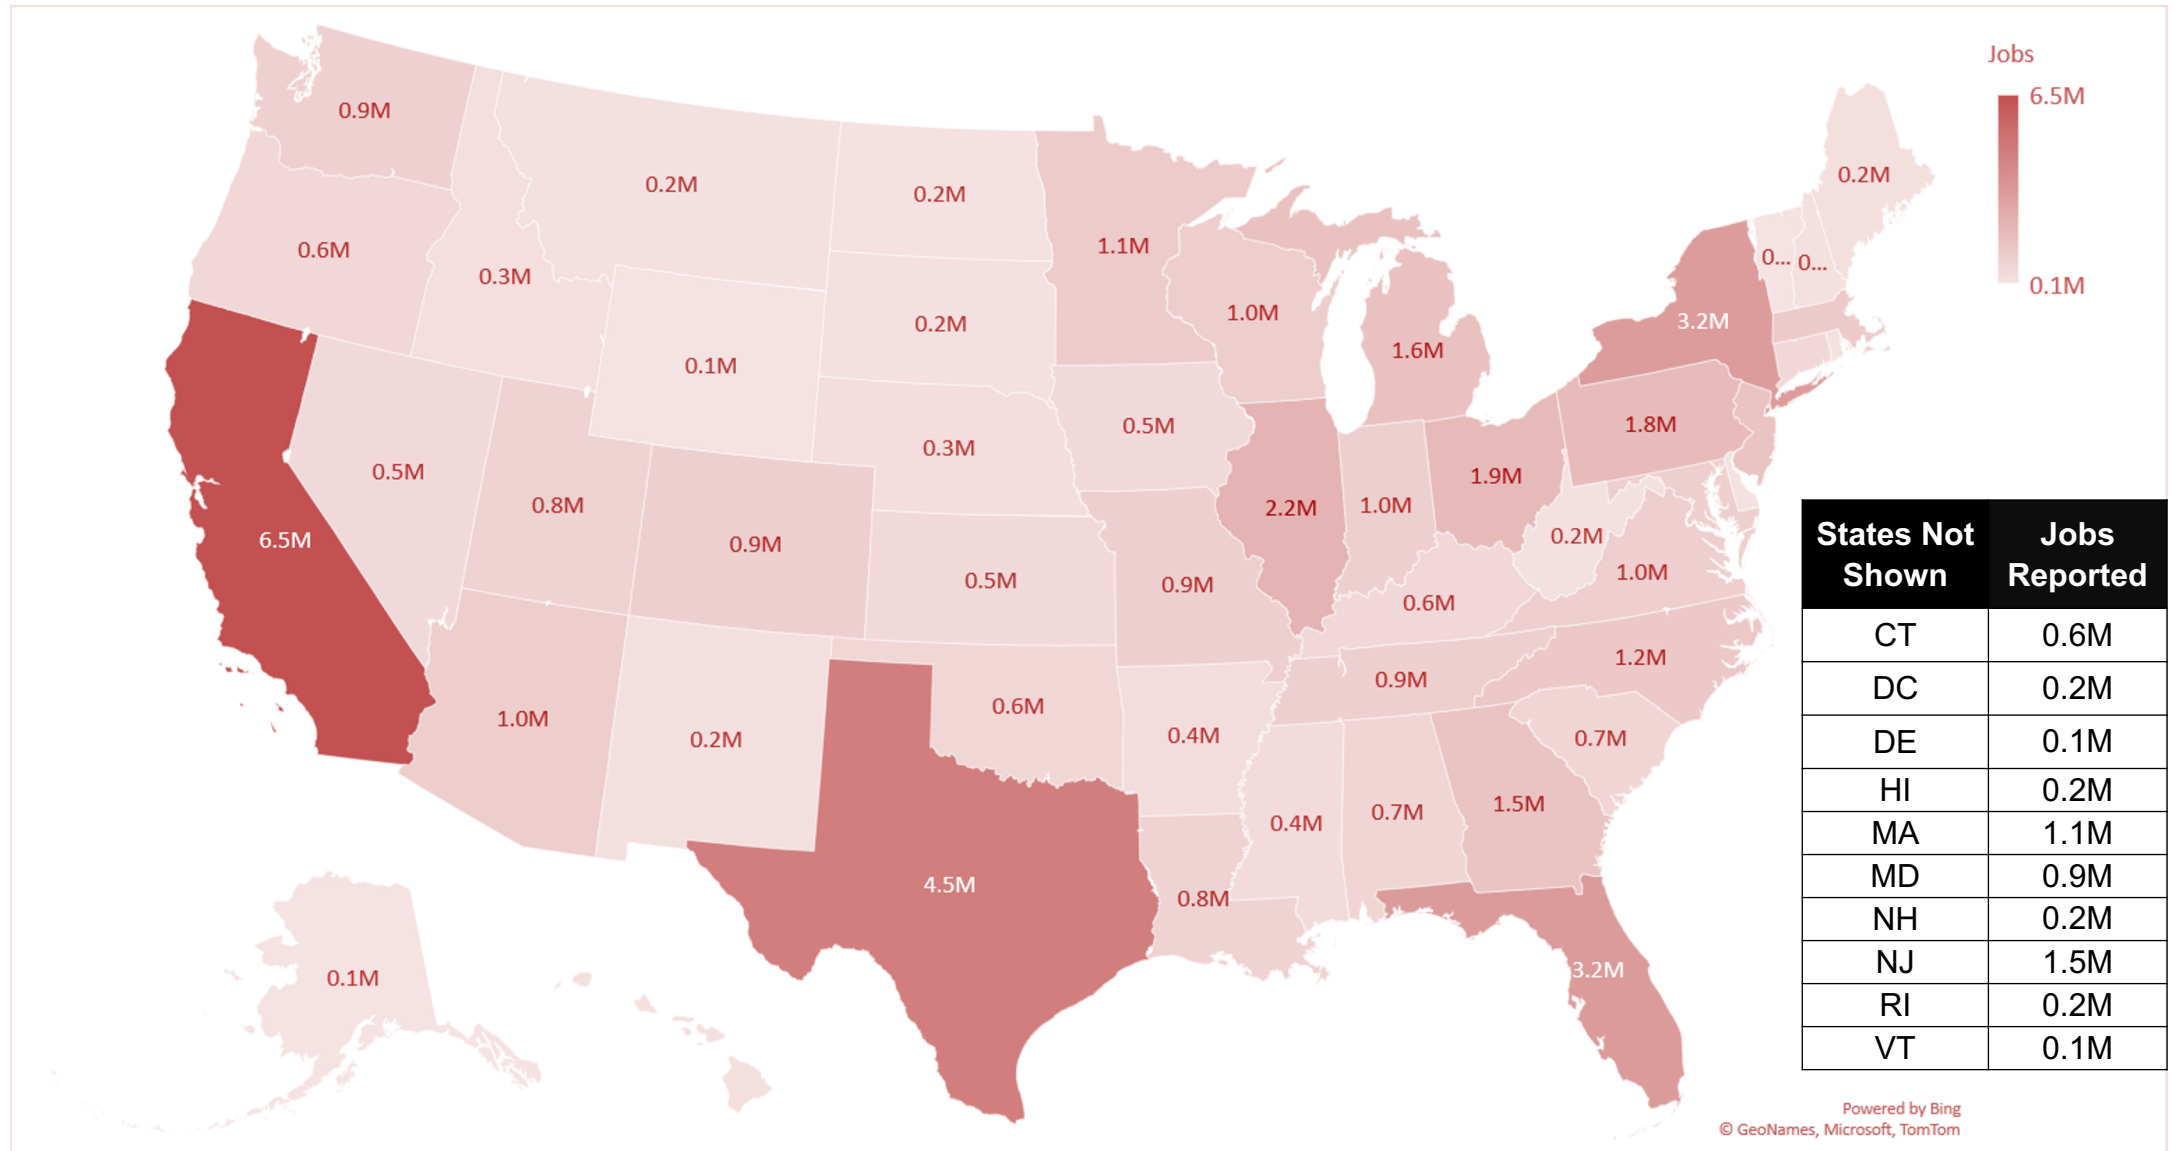 Jobs
6.5M
0.1M
0.9M
0.2M
0.2M
1.1M
0.2M
0.6M
0.3M
0... 0...
1.0M
3.2M
0.1M
0.2M
1.6M
0.5M
0.3M
0.5M
1.8M
0.8M
0.9M
2.2M
1.0M
1.9M
6.5M
0.5M
0.9M
0.2M
1.0M
0.6M
1.0M
0.2M
0.6M
0.4M
0.9M
1.2M
0.7M
4.5M
0.8M
0.4M
0.7M
1.5M
3.2M
0.1M
States Not Shown Jobs Reported
CT 0.6M
DC 0.2M
DE 0.1M
HI 0.2M
MA 1.1M
MD 0.9M
NH 0.2M
NJ 1.5M
RI 0.2M
VT 0.1M
Powered by Bing
© GeoNames, Microsoft, TomTom